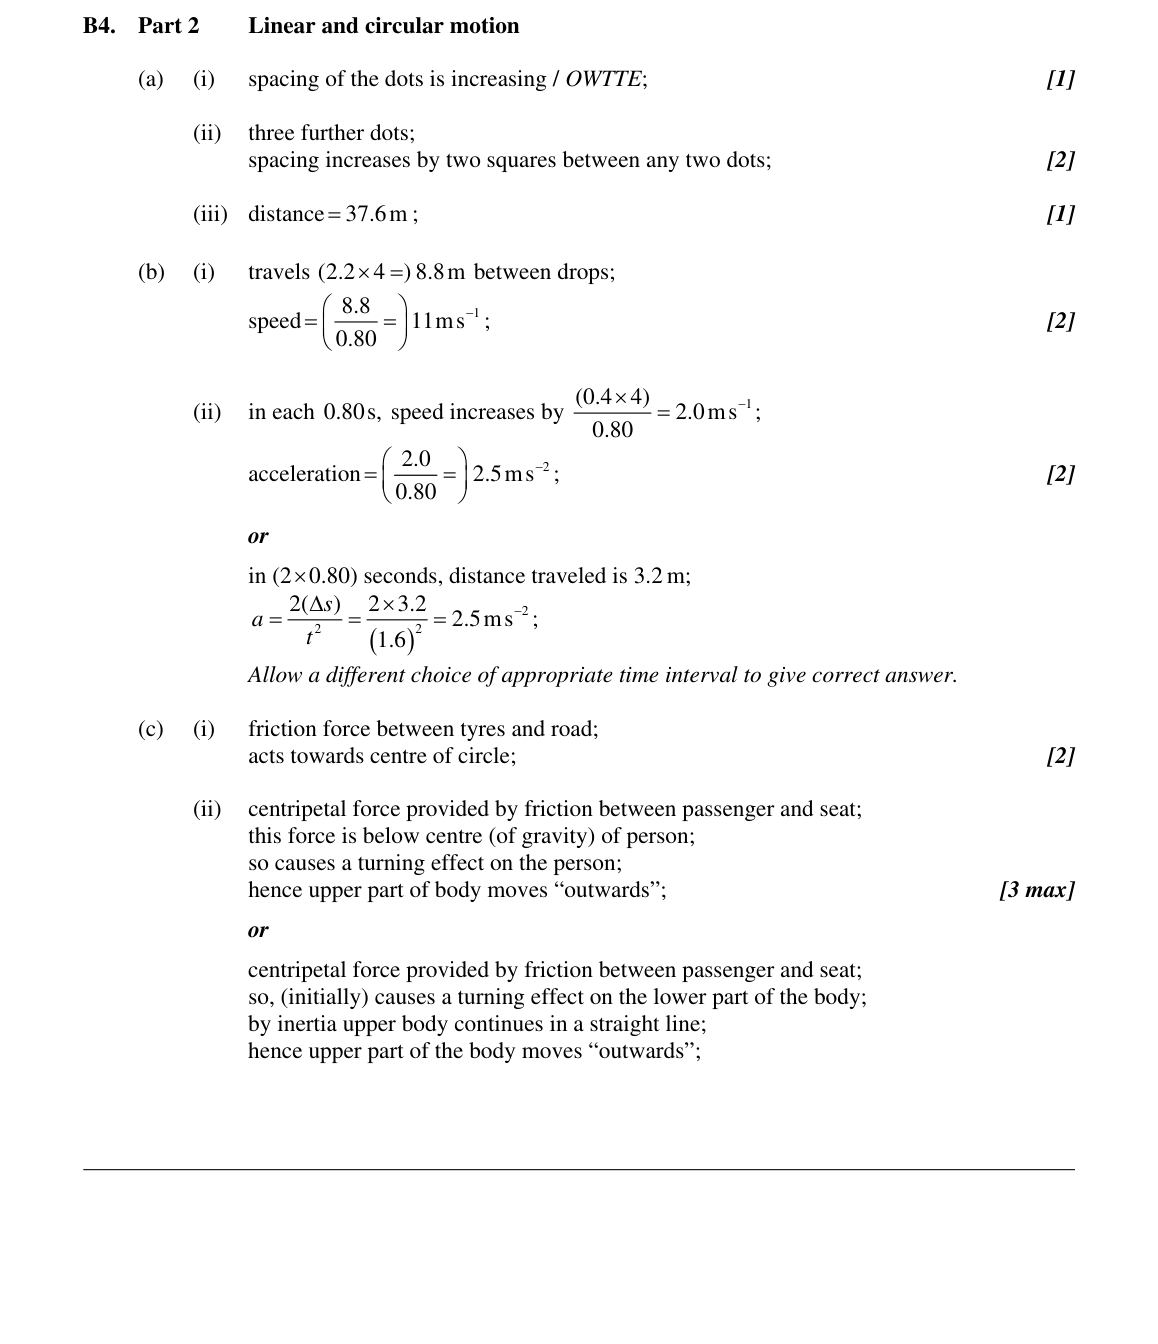 B4. Part 2 Linear and circular motion
(a) (i) spacing of the dots is increasing / OWTTE; [1]
(ii) three further dots;
spacing increases by two squares between any two dots; [2]
(iii) distance = 37.6 m ; [1]
(b) (i) travels (2.2 × 4 =) 8.8 m between drops;
speed = (8.8/0.80 =) 11 m s⁻¹ ; [2]
(ii) in each 0.80 s, speed increases by (0.4 × 4)/0.80 = 2.0 m s⁻¹ ;
acceleration = (2.0/0.80 =) 2.5 m s⁻² ; [2]
or
in (2 × 0.80) seconds, distance traveled is 3.2 m;
a = 2(Δs)/t² = 2 × 3.2/(1.6)² = 2.5 m s⁻² ;
Allow a different choice of appropriate time interval to give correct answer.
(c) (i) friction force between tyres and road;
acts towards centre of circle; [2]
(ii) centripetal force provided by friction between passenger and seat;
this force is below centre (of gravity) of person;
so causes a turning effect on the person;
hence upper part of body moves “outwards”; [3 max]
or
centripetal force provided by friction between passenger and seat;
so, (initially) causes a turning effect on the lower part of the body;
by inertia upper body continues in a straight line;
hence upper part of the body moves “outwards”;